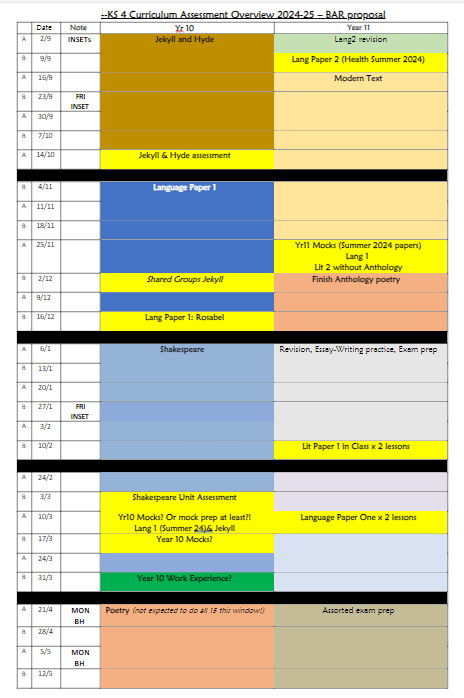 :-KS 4 Curriculum Assessment Overview 2024-25 – BAR proposal
Date Note Yr 10 Year 11
A 2/9 INSETs Jekyll and Hyde Lang2 revision
B 9/9 Lang Paper 2 (Health Summer 2024)
A 16/9 Modern Text
B 23/9 FRI
INSET
A 30/9
B 7/10
A 14/10 Jekyll & Hyde assessment
B 4/11 Language Paper 1
A 11/11
B 18/11
A 25/11 Yr11 Mocks (Summer 2024 papers)
Lang 1
Lit 2 without Anthology
B 2/12 Shared Groups Jekyll Finish Anthology poetry
A 9/12
B 16/12 Lang Paper 1: Rosabel
A 6/1 Shakespeare Revision, Essay-Writing practice, Exam prep
B 13/1
A 20/1
B 27/1 FRI
INSET
A 3/2
B 10/2 Lit Paper 1 in Class x 2 lessons
A 24/2
B 3/3 Shakespeare Unit Assessment
A 10/3 Yr10 Mocks? Or mock prep at least?! Language Paper One x 2 lessons
Lang 1 (Summer 24)& Jekyll
B 17/3 Year 10 Mocks?
A 24/3
B 31/3 Year 10 Work Experience?
A 21/4 MON
BH Poetry (not expected to do all 15 this window!) Assorted exam prep
B 28/4
A 5/5 MON
BH
B 12/5